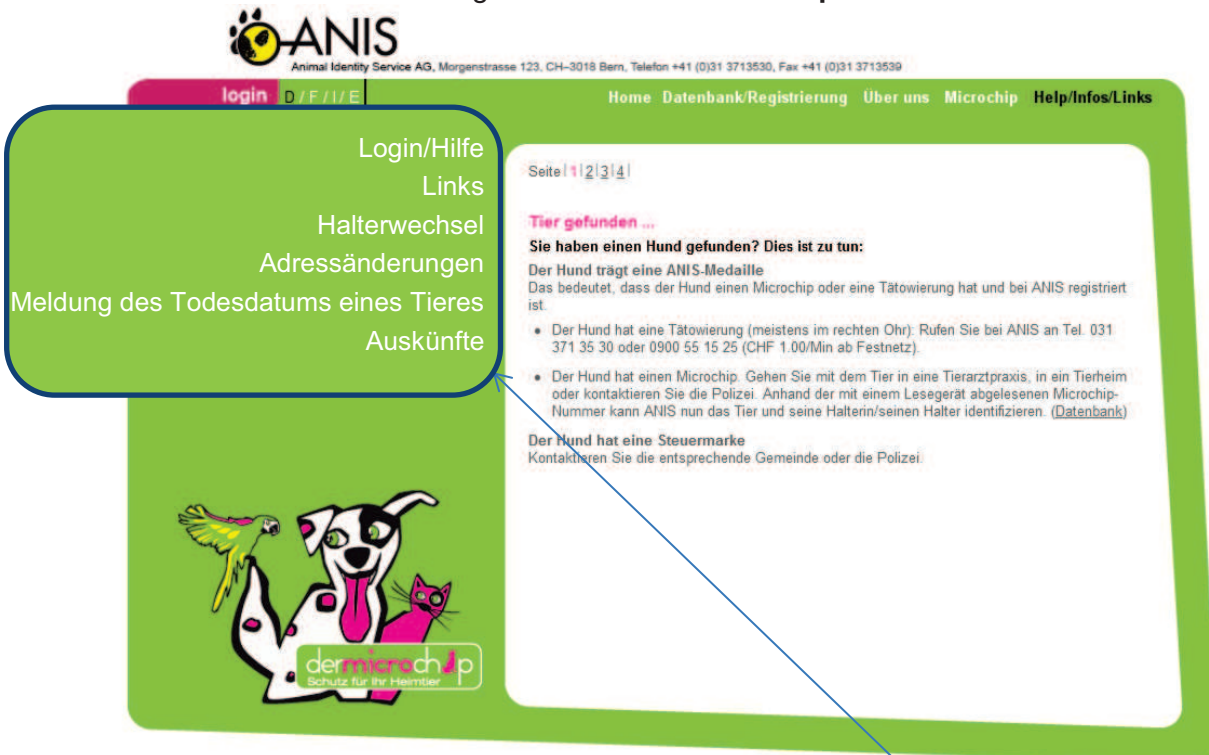 ANIS
Animal Identity Service AG, Morgenstrasse 123, CH–3018 Bern, Telefon +41 (0)31 3713530, Fax +41 (0)31 3713539
login D / F / I / E
Home Datenbank/Registrierung Über uns Microchip Help/Infos/Links
Login/Hilfe
Links
Halterwechsel
Adressänderungen
Meldung des Todesdatums eines Tieres
Auskünfte
Seite | 1 | 2 | 3 | 4 |
Tier gefunden ...
Sie haben einen Hund gefunden? Dies ist zu tun:
Der Hund trägt eine ANIS-Medaille
Das bedeutet, dass der Hund einen Microchip oder eine Tätowierung hat und bei ANIS registriert
ist.
• Der Hund hat eine Tätowierung (meistens im rechten Ohr): Rufen Sie bei ANIS an Tel. 031
371 35 30 oder 0900 55 15 25 (CHF 1.00/Min ab Festnetz).
• Der Hund hat einen Microchip. Gehen Sie mit dem Tier in eine Tierarztpraxis, in ein Tierheim
oder kontaktieren Sie die Polizei. Anhand der mit einem Lesegerät abgelesenen Microchip-
Nummer kann ANIS nun das Tier und seine Halterin/seinen Halter identifizieren. (Datenbank)
Der Hund hat eine Steuermarke
Kontaktieren Sie die entsprechende Gemeinde oder die Polizei.
dermicrochip
Schutz für Ihr Heimtier